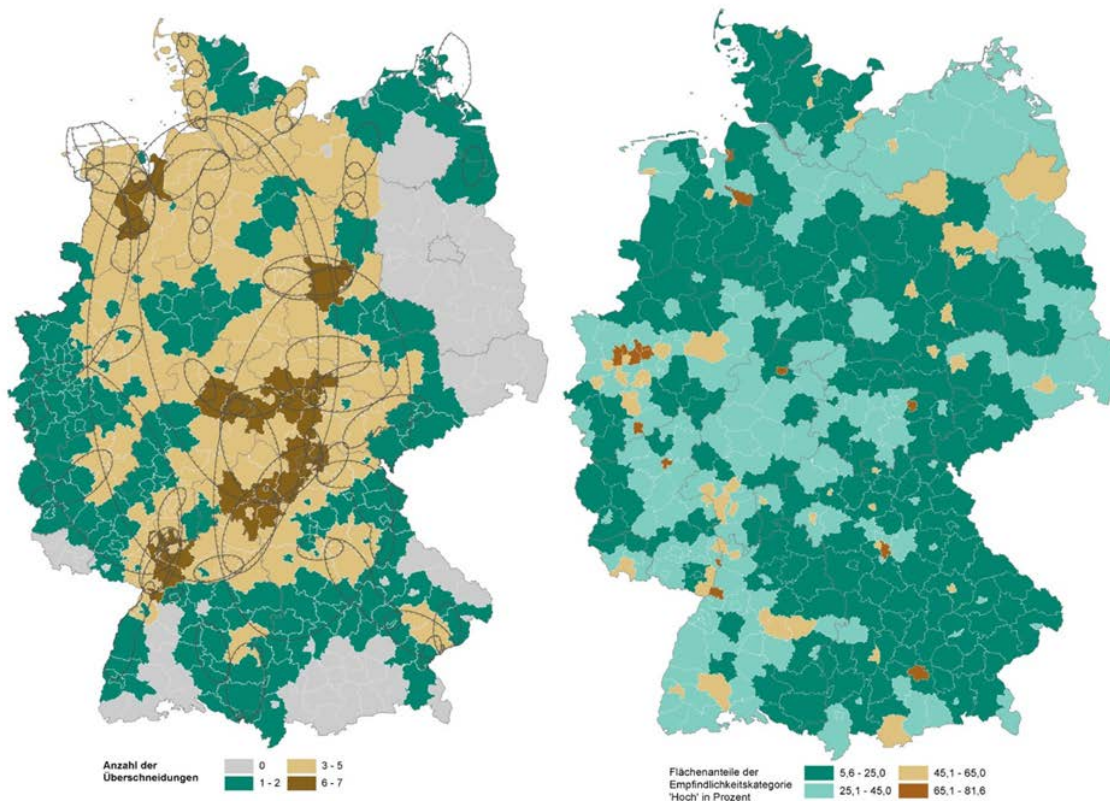 Anzahl der
Überschneidungen
0
1 - 2
3 - 5
6 - 7
Flächenanteile der
Empfindlichkeitskategorie
'Hoch' in Prozent
5,6 - 25,0
25,1 - 45,0
45,1 - 65,0
65,1 - 81,6